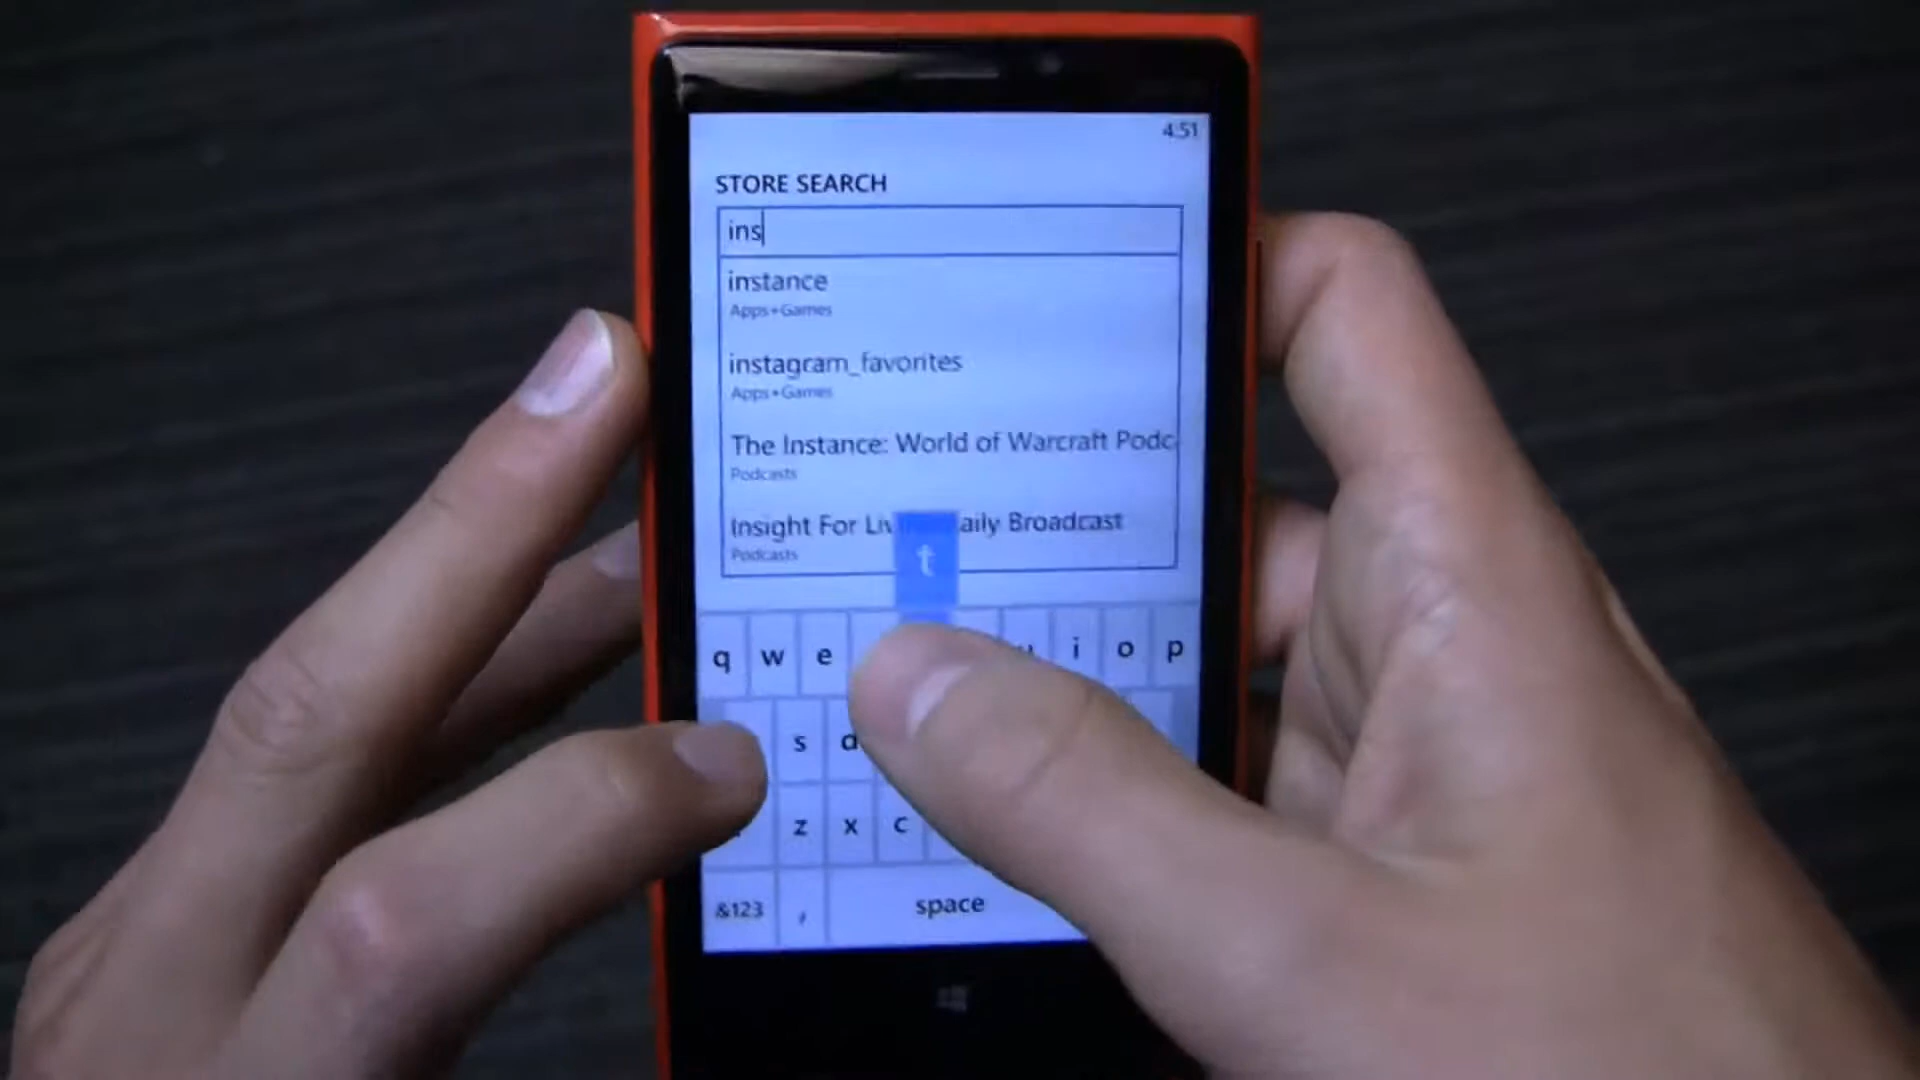 4:51
STORE SEARCH
ins
instance
Apps+Games
instagram_favorites
Apps+Games
The Instance: World of Warcraft Podc
Podcasts
Insight For Liv aily Broadcast
Podcasts
t
q w e u i o p
s d
z x c
&123 , space